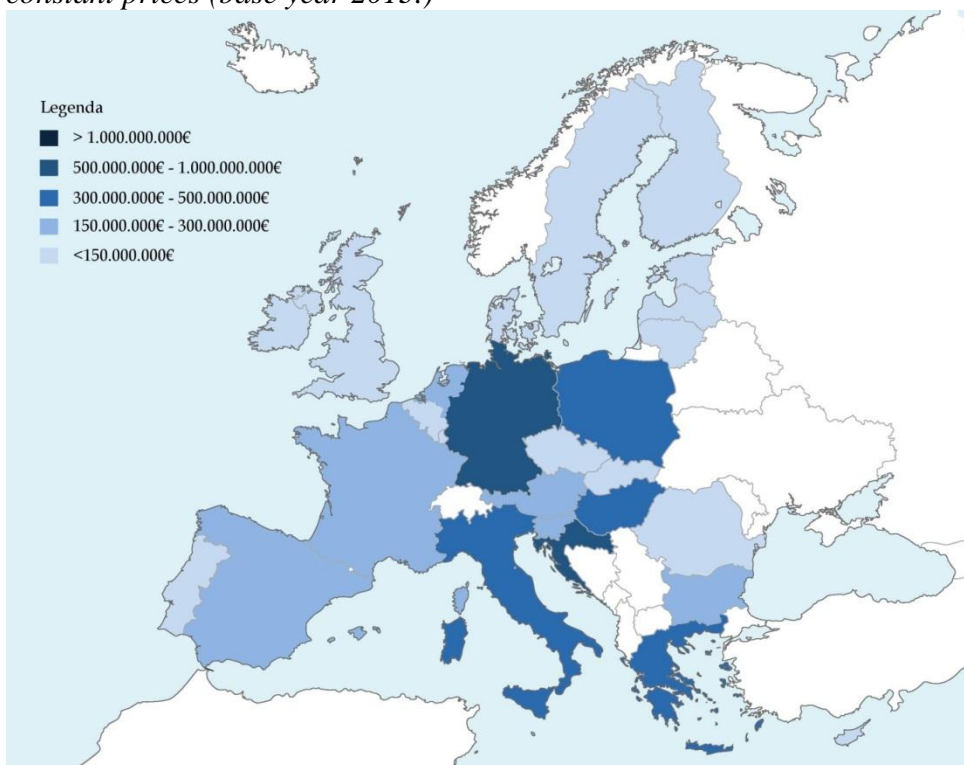 constant prices (base year 2015.)
Legenda
> 1.000.000.000€
500.000.000€ - 1.000.000.000€
300.000.000€ - 500.000.000€
150.000.000€ - 300.000.000€
<150.000.000€